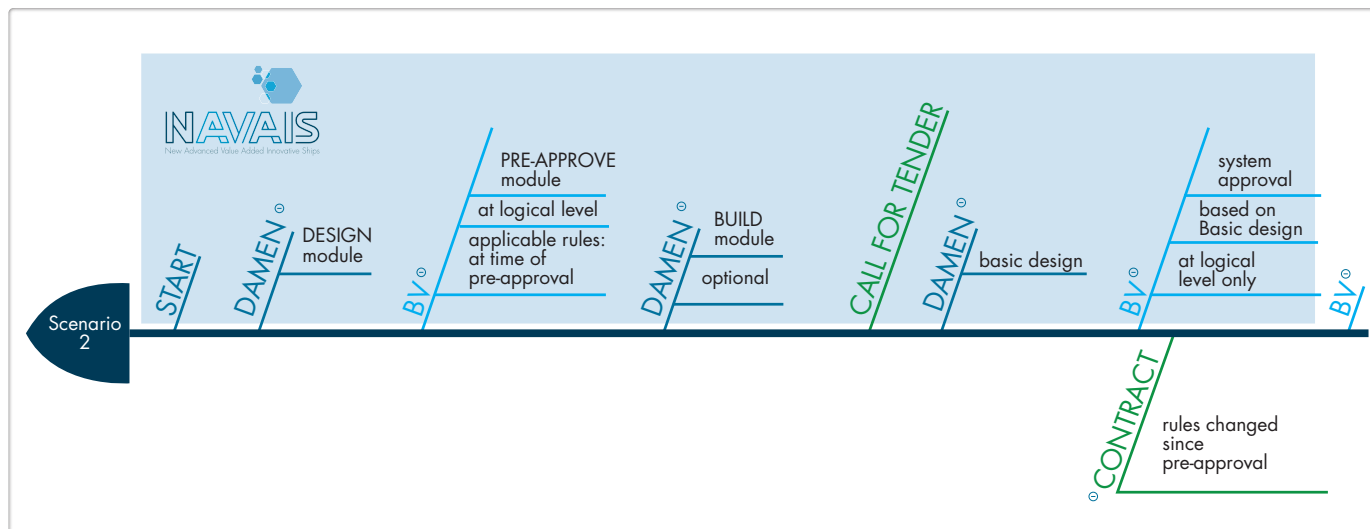 NAVAIS
New Advanced Value Added Innovative Ships
Scenario
2
START
DAMEN
DESIGN
module
BV
PRE-APPROVE
module
at logical level
applicable rules:
at time of
pre-approval
DAMEN
BUILD
module
optional
CALL FOR TENDER
DAMEN
basic design
BV
system
approval
based on
Basic design
at logical
level only
CONTRACT
rules changed
since
pre-approval
BV